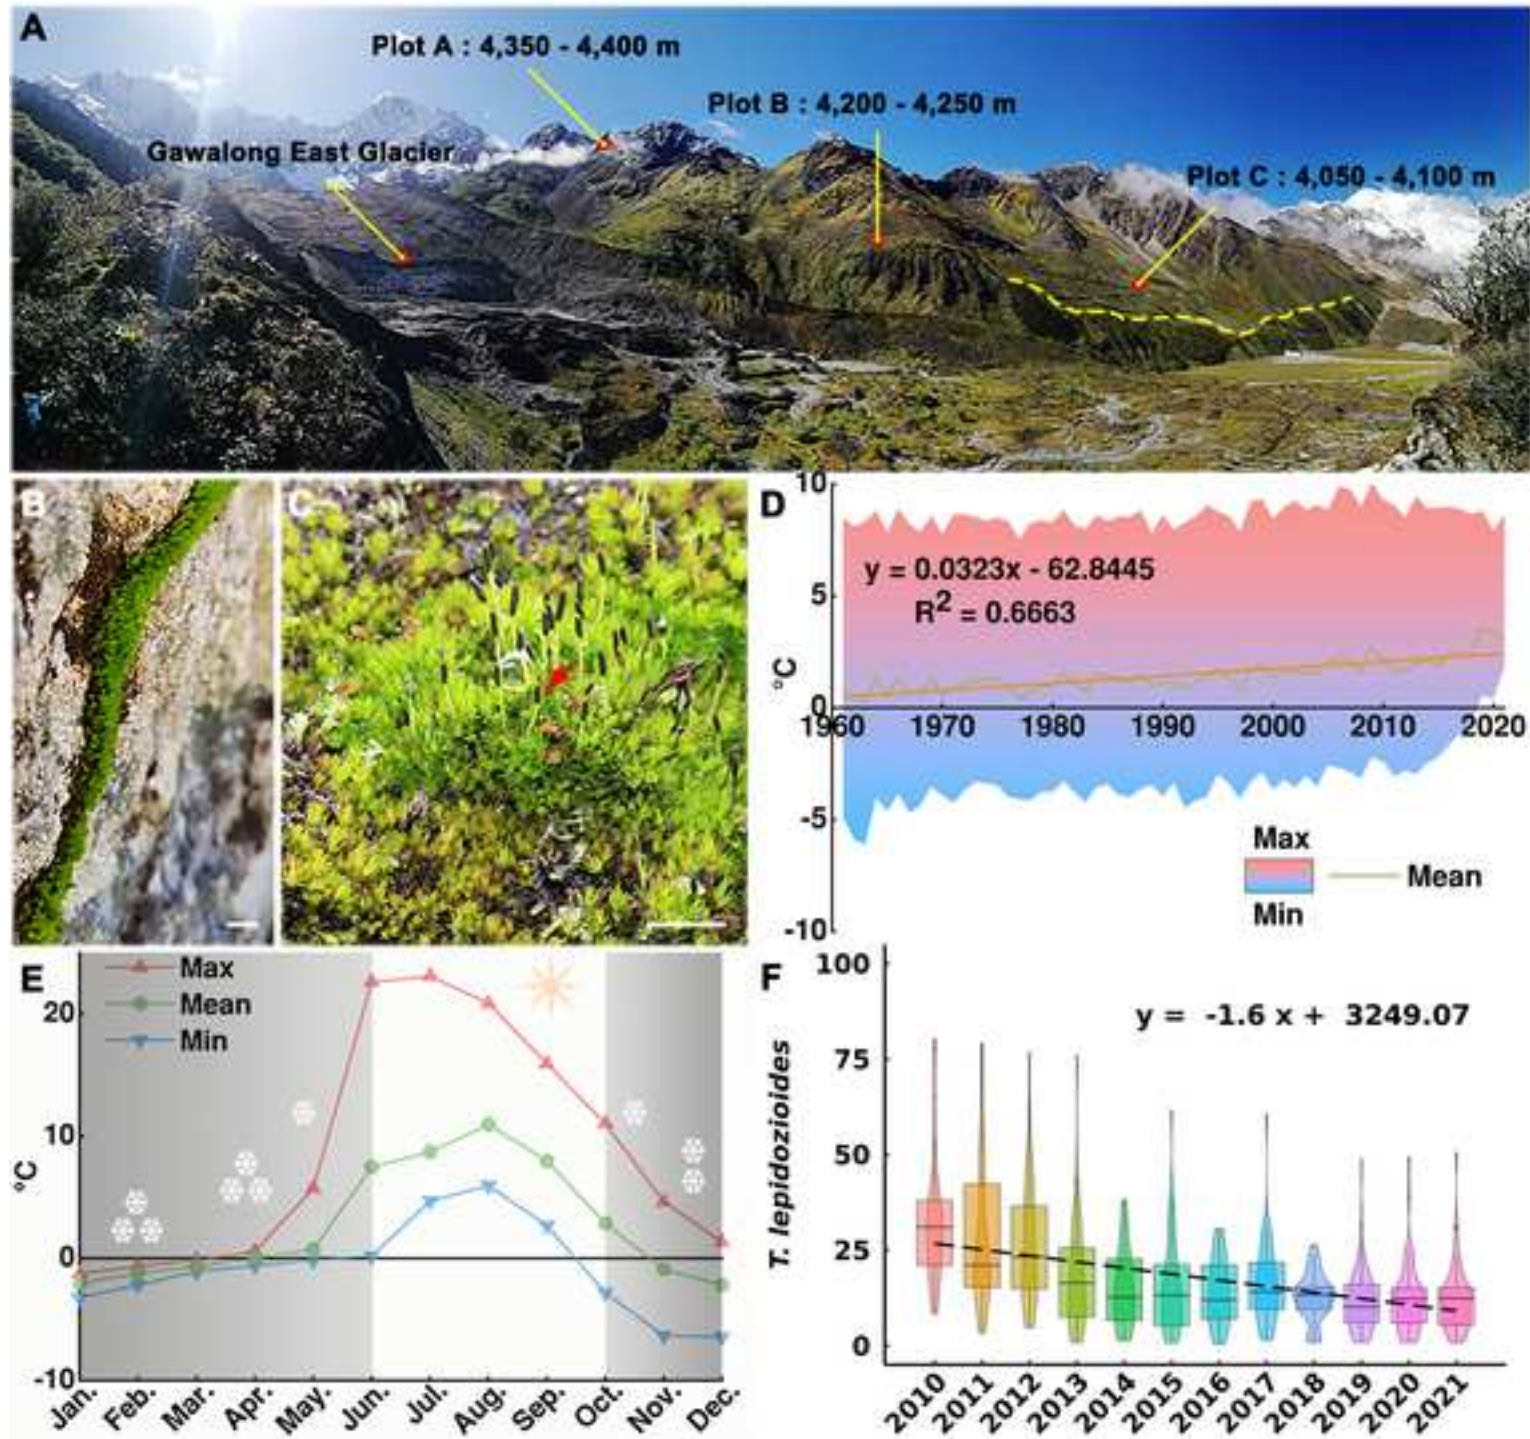 A
Plot A : 4,350 - 4,400 m
Plot B : 4,200 - 4,250 m
Gawalong East Glacier
Plot C : 4,050 - 4,100 m
B
C
D
10
y = 0.0323x - 62.8445
R2 = 0.6663
5
°C
0
1960 1970 1980 1990 2000 2010 2020
-5
Max
Mean
Min
-10
E
Max
Mean
Min
20
10
°C
0
-10
Jan. Feb. Mar. Apr. May. Jun. Jul. Aug. Sep. Oct. Nov. Dec.
F
100
y = -1.6 x + 3249.07
75
T. lepidozioides
50
25
0
2010 2011 2012 2013 2014 2015 2016 2017 2018 2019 2020 2021